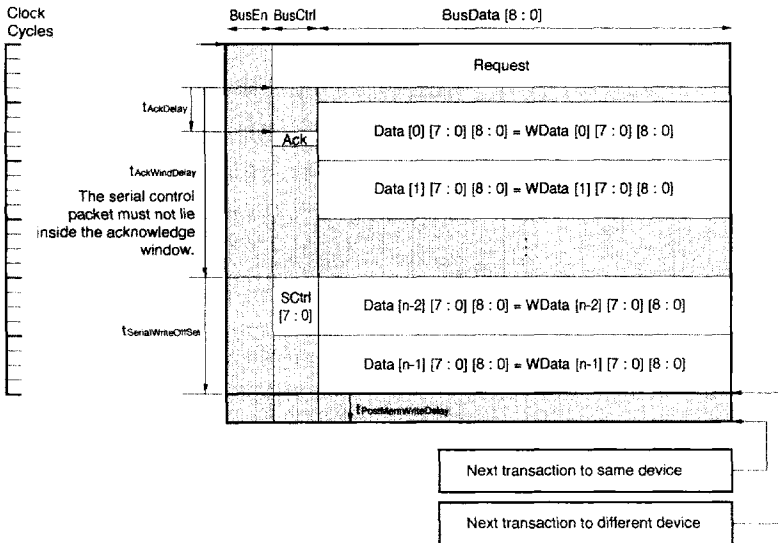 Clock
Cycles
BusEn BusCtrl BusData [8 : 0]
Request
tAckDelay
Ack
Data [0] [7 : 0] [8 : 0] = WData [0] [7 : 0] [8 : 0]
tAckWindDelay
Data [1] [7 : 0] [8 : 0] = WData [1] [7 : 0] [8 : 0]
The serial control
packet must not lie
inside the acknowledge
window.
SCtrl
[7 : 0]
Data [n-2] [7 : 0] [8 : 0] = WData [n-2] [7 : 0] [8 : 0]
tSerialWriteOffSet
Data [n-1] [7 : 0] [8 : 0] = WData [n-1] [7 : 0] [8 : 0]
tPostMemWriteDelay
Next transaction to same device
Next transaction to different device